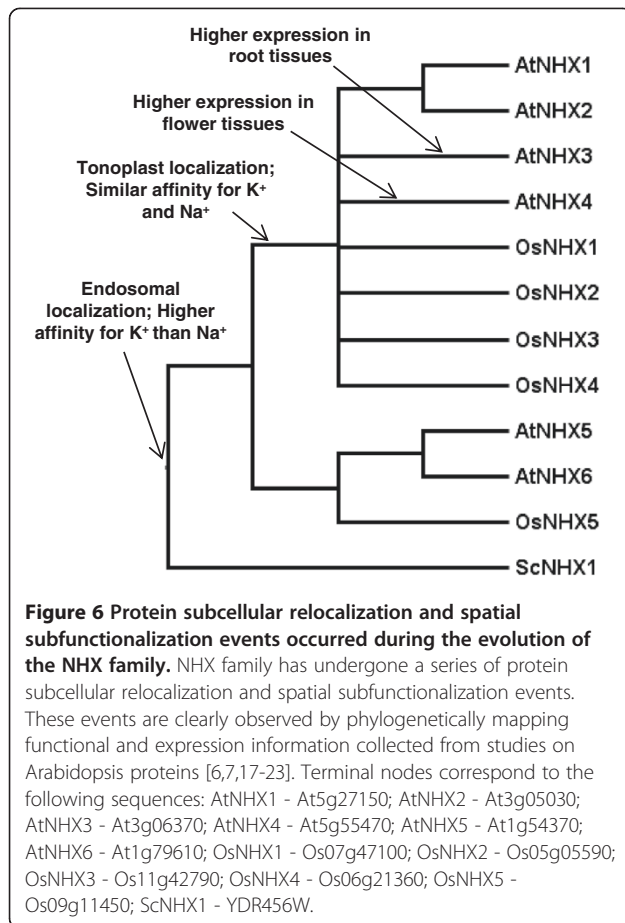 Higher expression in
root tissues
Higher expression in
flower tissues
Tonoplast localization;
Similar affinity for K⁺
and Na⁺
Endosomal
localization; Higher
affinity for K⁺ than Na⁺
AtNHX1
AtNHX2
AtNHX3
AtNHX4
OsNHX1
OsNHX2
OsNHX3
OsNHX4
AtNHX5
AtNHX6
OsNHX5
ScNHX1
Figure 6 Protein subcellular relocalization and spatial
subfunctionalization events occurred during the evolution of
the NHX family. NHX family has undergone a series of protein
subcellular relocalization and spatial subfunctionalization events.
These events are clearly observed by phylogenetically mapping
functional and expression information collected from studies on
Arabidopsis proteins [6,7,17-23]. Terminal nodes correspond to the
following sequences: AtNHX1 - At5g27150; AtNHX2 - At3g05030;
AtNHX3 - At3g06370; AtNHX4 - At5g55470; AtNHX5 - At1g54370;
AtNHX6 - At1g79610; OsNHX1 - Os07g47100; OsNHX2 - Os05g05590;
OsNHX3 - Os11g42790; OsNHX4 - Os06g21360; OsNHX5 -
Os09g11450; ScNHX1 - YDR456W.